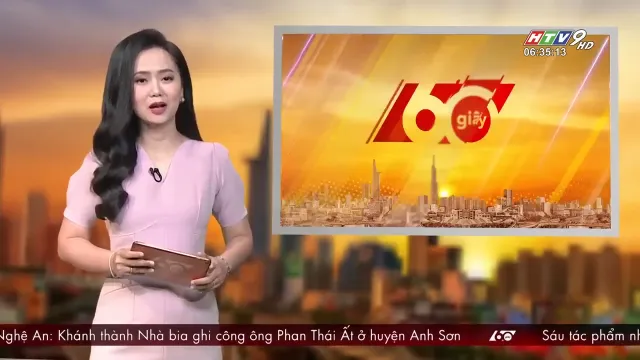 HTV9 HD
06:35:13
60 giây
Nghệ An: Khánh thành Nhà bia ghi công ông Phan Thái Ất ở huyện Anh Sơn 60 Sáu tác phẩm